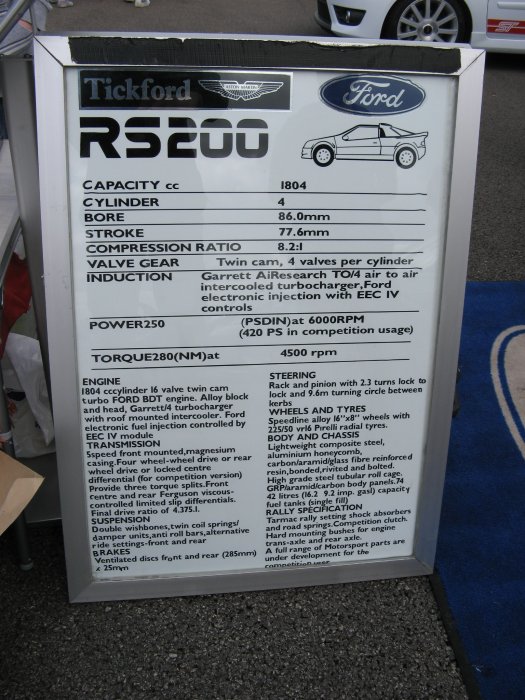 Tickford
ASTON MARTIN
Ford
RS200
CAPACITY cc 1804
CYLINDER 4
BORE 86.0mm
STROKE 77.6mm
COMPRESSION RATIO 8.2:1
VALVE GEAR Twin cam, 4 valves per cylinder
INDUCTION Garrett AiResearch TO/4 air to air
intercooled turbocharger,Ford
electronic injection with EEC IV
controls
POWER250 (PSDIN)at 6000RPM
(420 PS in competition usage)
TORQUE280(NM)at 4500 rpm
ENGINE
1804 cccylinder 16 valve twin cam
turbo FORD BDT engine. Alloy block
and head, Garrett/4 turbocharger
with roof mounted intercooler. Ford
electronic fuel injection controlled by
EEC IV module
TRANSMISSION
5speed front mounted,magnesium
casing.Four wheel-wheel drive or rear
wheel drive or locked centre
differential (for competition version)
Provide three torque splits.Front
centre and rear Ferguson viscous-
controlled limited slip differentials.
Final drive ratio of 4.375.1.
SUSPENSION
Double wishbones,twin coil springs/
damper units,anti roll bars,alternative
ride settings-front and rear
BRAKES
Ventilated discs front and rear (285mm)
x 25mm
STEERING
Rack and pinion with 2.3 turns lock to
lock and 9.6m turning circle between
kerbs
WHEELS AND TYRES
Speedline alloy 16"x8" wheels with
225/50 vr16 Pirelli radial tyres.
BODY AND CHASSIS
Lightweight composite steel,
aluminium honeycomb,
carbon/aramid/glass fibre reinforced
resin,bonded,rivited and bolted.
High grade steel tubular roll cage.
GRP/aramid/carbon body panels.74
42 litres (16.2 9.2 imp. gasl) capacity
fuel tanks (single fill)
RALLY SPECIFICATION
Tarmac rally setting shock absorbers
and road springs.Competition clutch
Hard mounting bushes for engine
trans-axle and rear axle.
A full range of Motorsport parts are
under development for the
competition user
ST